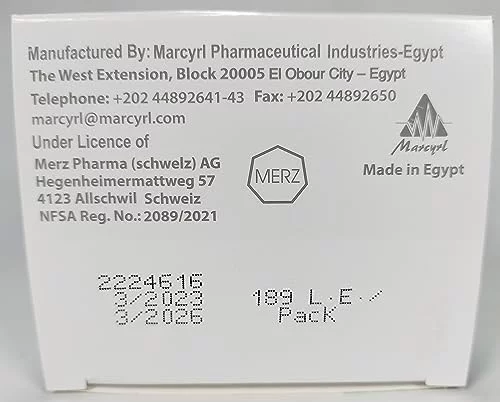 Manufactured By: Marcyrl Pharmaceutical Industries-Egypt
The West Extension, Block 20005 El Obour City – Egypt
Telephone: +202 44892641-43 Fax: +202 44892650
marcyrl@marcyrl.com
Under Licence of
Merz Pharma (schwelz) AG
Hegenheimermattweg 57
4123 Allschwil Schweiz
NFSA Reg. No.: 2089/2021
MERZ
Marcyrl
Made in Egypt
2224616
3/2023
3/2026
189 L.E./
Pack